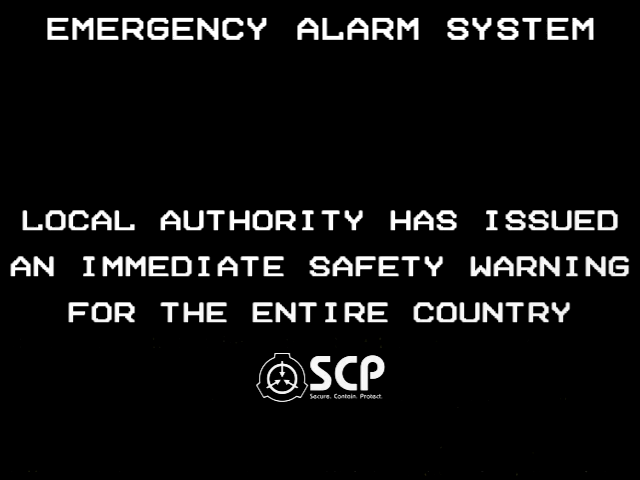 EMERGENCY ALARM SYSTEM
LOCAL AUTHORITY HAS ISSUED
AN IMMEDIATE SAFETY WARNING
FOR THE ENTIRE COUNTRY
SCP
Secure. Contain. Protect.